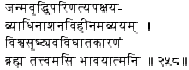 जन्मवृद्धिपरिणत्यपक्षय-
व्याधिनाशनविहीनमव्ययम् ।
विश्वसृष्ट्यवविघातकारणं
ब्रह्म तत्त्वमसि भावयात्मनि ॥ २५८॥